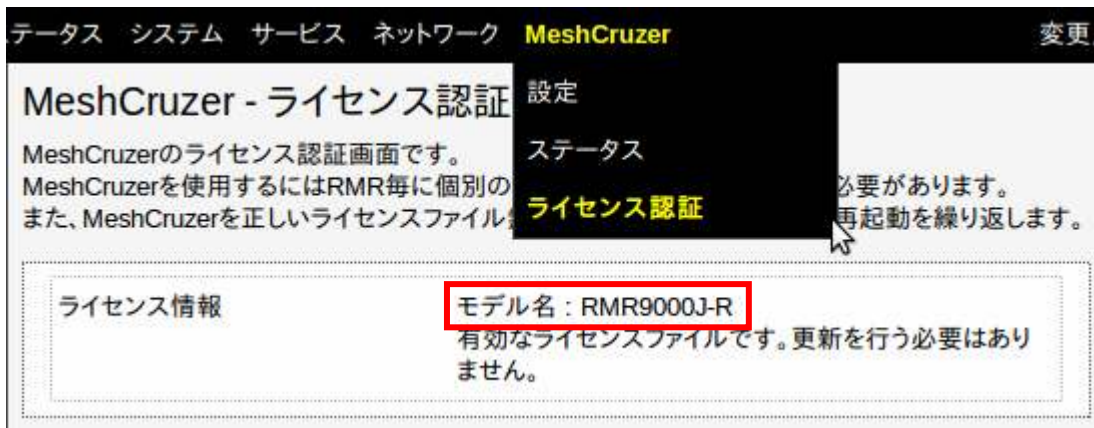 テータス システム サービス ネットワーク MeshCruzer 変更
MeshCruzer - ライセンス認証
設定
ステータス
ライセンス認証
MeshCruzerのライセンス認証画面です。
MeshCruzerを使用するにはRMR毎に個別の 必要があります。
また、MeshCruzerを正しいライセンスファイル 再起動を繰り返します。
ライセンス情報 モデル名 : RMR9000J-R
有効なライセンスファイルです。更新を行う必要はあり
ません。